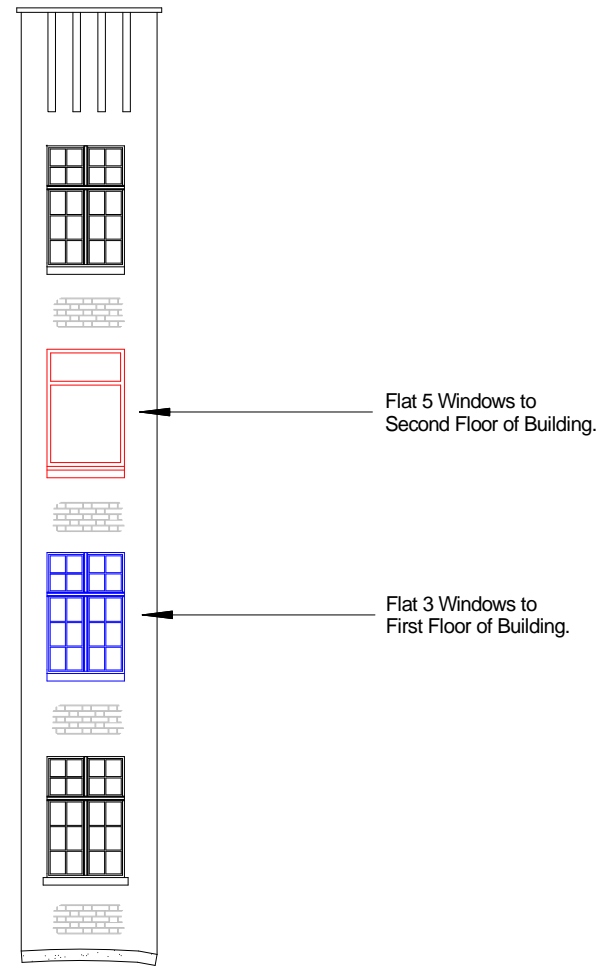 Flat 5 Windows to
Second Floor of Building.
Flat 3 Windows to
First Floor of Building.